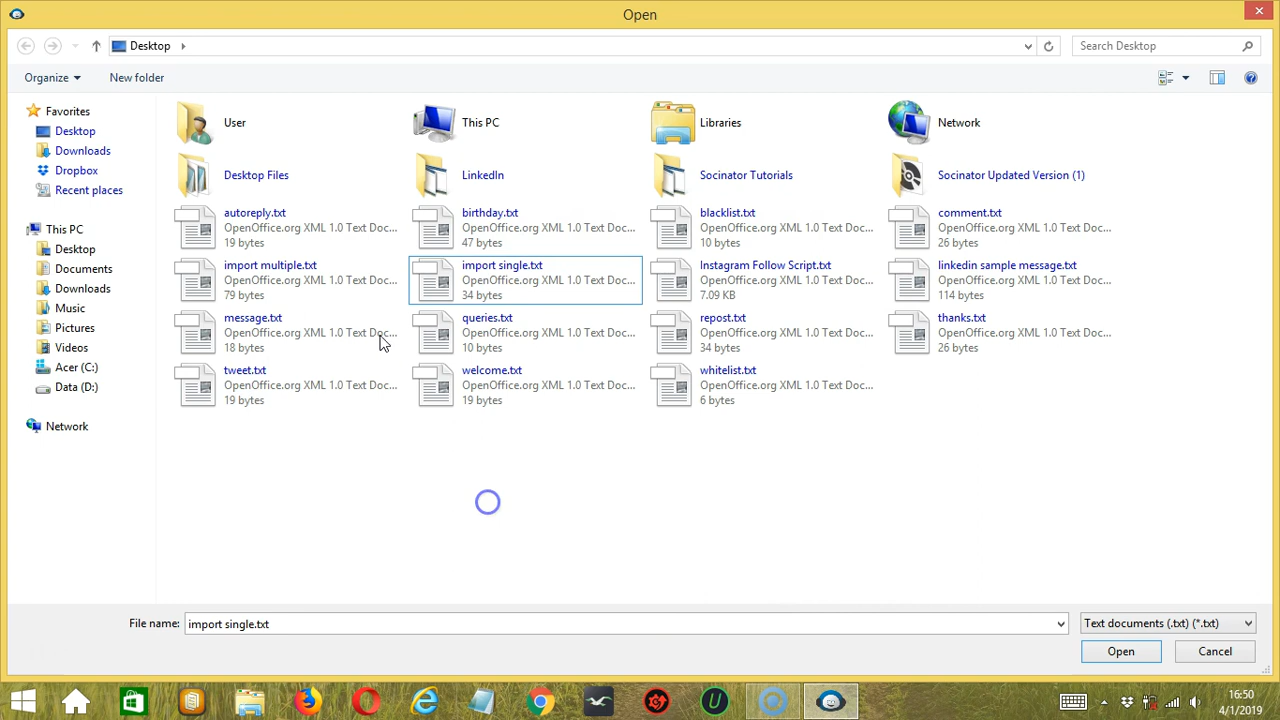 Open
Desktop
Search Desktop
Organize
New folder
Favorites
Desktop
Downloads
Dropbox
Recent places
This PC
Desktop
Documents
Downloads
Music
Pictures
Videos
Acer (C:)
Data (D:)
Network
User
This PC
Libraries
Network
Desktop Files
LinkedIn
Socinator Tutorials
Socinator Updated Version (1)
autoreply.txt
OpenOffice.org XML 1.0 Text Doc...
19 bytes
birthday.txt
OpenOffice.org XML 1.0 Text Doc...
47 bytes
blacklist.txt
OpenOffice.org XML 1.0 Text Doc...
10 bytes
comment.txt
OpenOffice.org XML 1.0 Text Doc...
26 bytes
import multiple.txt
OpenOffice.org XML 1.0 Text Doc...
79 bytes
import single.txt
OpenOffice.org XML 1.0 Text Doc...
34 bytes
Instagram Follow Script.txt
OpenOffice.org XML 1.0 Text Doc...
7.09 KB
linkedin sample message.txt
OpenOffice.org XML 1.0 Text Doc...
114 bytes
message.txt
OpenOffice.org XML 1.0 Text Doc...
18 bytes
queries.txt
OpenOffice.org XML 1.0 Text Doc...
10 bytes
repost.txt
OpenOffice.org XML 1.0 Text Doc...
34 bytes
thanks.txt
OpenOffice.org XML 1.0 Text Doc...
26 bytes
tweet.txt
OpenOffice.org XML 1.0 Text Doc...
19 bytes
welcome.txt
OpenOffice.org XML 1.0 Text Doc...
19 bytes
whitelist.txt
OpenOffice.org XML 1.0 Text Doc...
6 bytes
File name:
import single.txt
Text documents (.txt) (*.txt)
Open
Cancel
16:50
4/1/2019